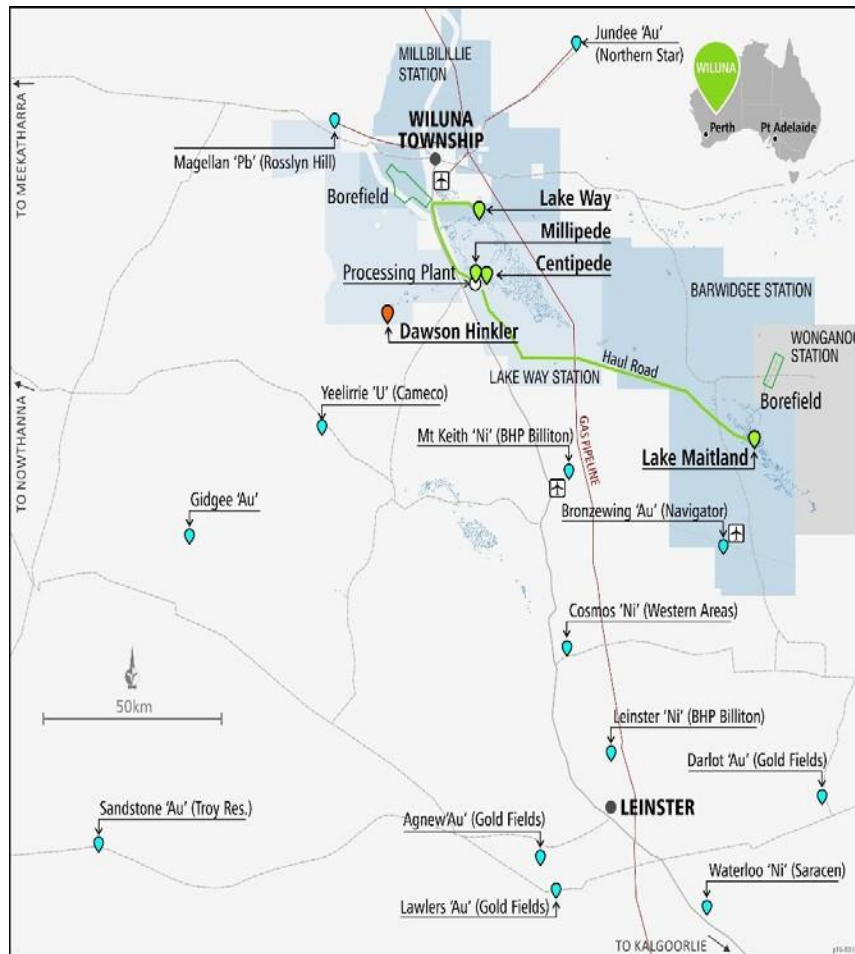 Jundee 'Au'
(Northern Star)
MILLBILILLIE
STATION
WILUNA
Perth
Pt Adelaide
TO MEEKATHARRA
WILUNA
TOWNSHIP
Magellan 'Pb' (Rosslyn Hill)
Borefield
Lake Way
Millipede
Processing Plant
Centipede
BARWIDGEE STATION
Dawson Hinkler
WONGANOO
STATION
Haul Road
LAKE WAY STATION
Borefield
TO NOWTHANNA
Yeelirrie 'U' (Cameco)
GAS PIPELINE
Mt Keith 'Ni' (BHP Billiton)
Lake Maitland
Gidgee 'Au'
Bronzewing 'Au' (Navigator)
Cosmos 'Ni' (Western Areas)
50km
Leinster 'Ni' (BHP Billiton)
Darlot 'Au' (Gold Fields)
Sandstone 'Au' (Troy Res.)
LEINSTER
Agnew'Au' (Gold Fields)
Waterloo 'Ni' (Saracen)
Lawlers 'Au' (Gold Fields)
TO KALGOORLIE